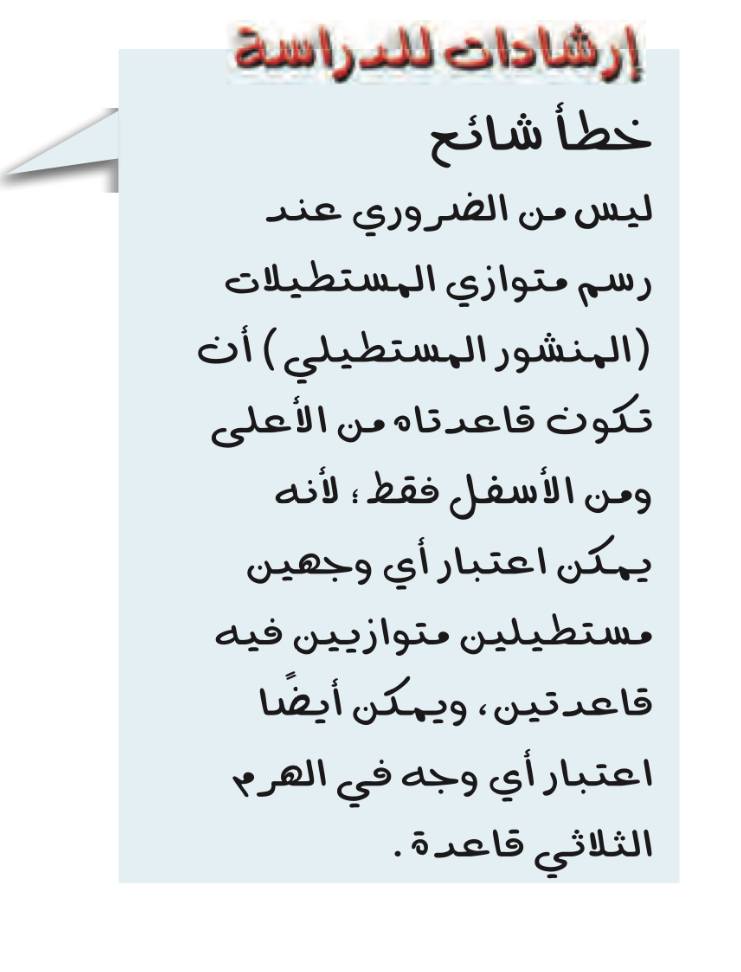 إرشادات للدراسة
خطأ شائع
ليس من الضروري عند
رسم متوازي المستطيلات
(المنشور المستطيلي) أن
تكون قاعدتاه من الأعلى
ومن الأسفل فقط؛ لأنه
يمكن اعتبار أي وجهين
مستطيلين متوازيين فيه
قاعدتين، ويمكن أيضًا
اعتبار أي وجه في الهرم
الثلاثي قاعدة.